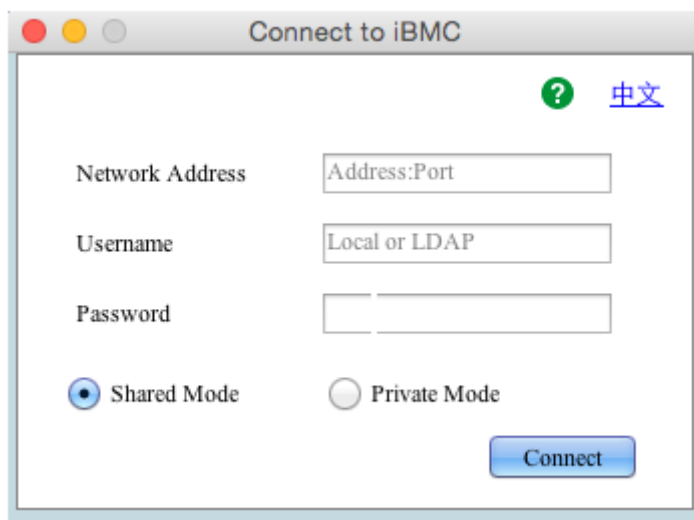 Connect to iBMC
? 中文
Network Address Address:Port
Username Local or LDAP
Password
Shared Mode Private Mode
Connect